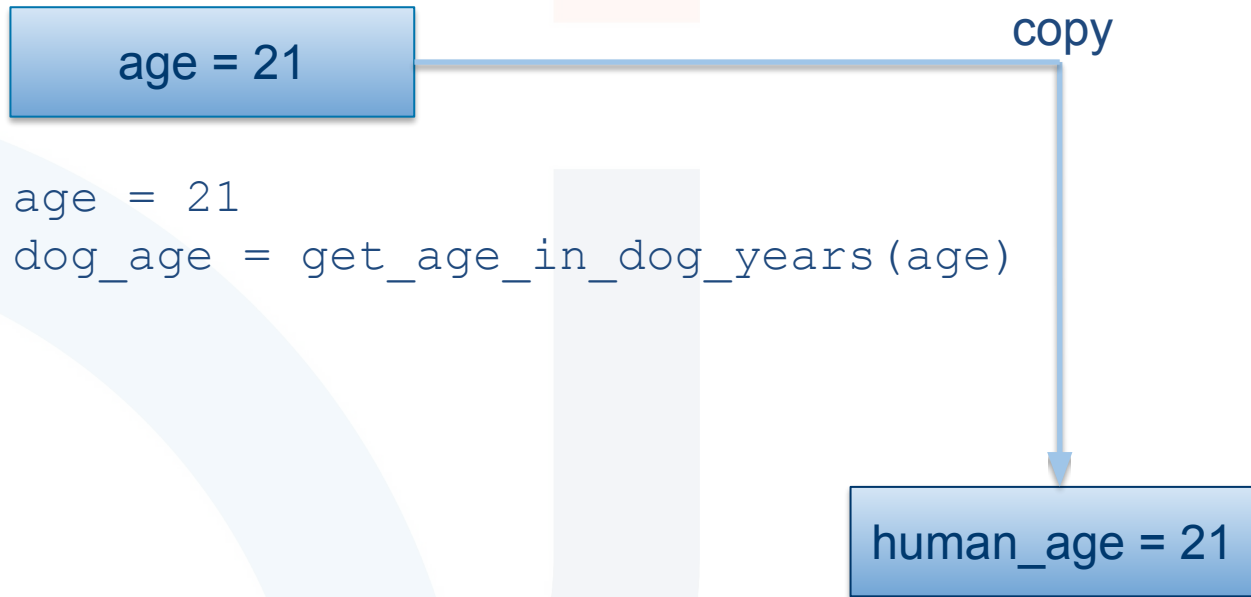 copy
age = 21
age = 21
dog_age = get_age_in_dog_years(age)
human_age = 21